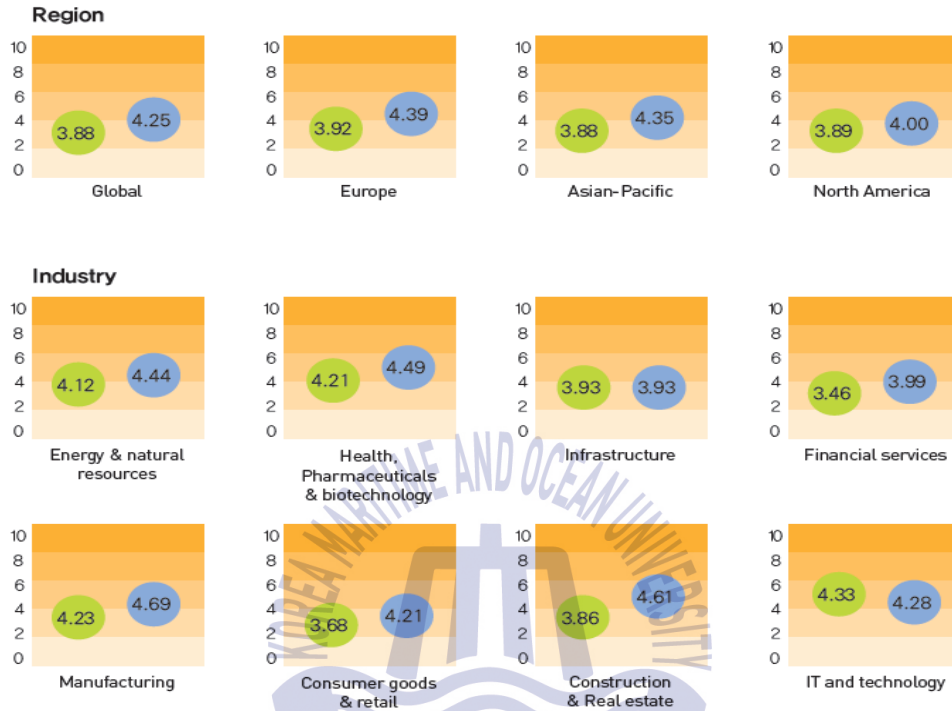 Region
10 10 10 10
8 8 8 8
6 6 6 6
4 4 4 4
2 2 2 2
0 0 0 0
3.88 4.25 3.92 4.39 3.88 4.35 3.89 4.00
Global Europe Asian-Pacific North America
Industry
10 10 10 10
8 8 8 8
6 6 6 6
4 4 4 4
2 2 2 2
0 0 0 0
4.12 4.44 4.21 4.49 3.93 3.93 3.46 3.99
Energy & natural
resources
Health,
Pharmaceuticals
& biotechnology
Infrastructure
Financial services
10 10 10 10
8 8 8 8
6 6 6 6
4 4 4 4
2 2 2 2
0 0 0 0
4.23 4.69 3.68 4.21 3.86 4.61 4.33 4.28
Manufacturing
Consumer goods
& retail
Construction
& Real estate
IT and technology
KOREA MARITIME AND OCEAN UNIVERSITY